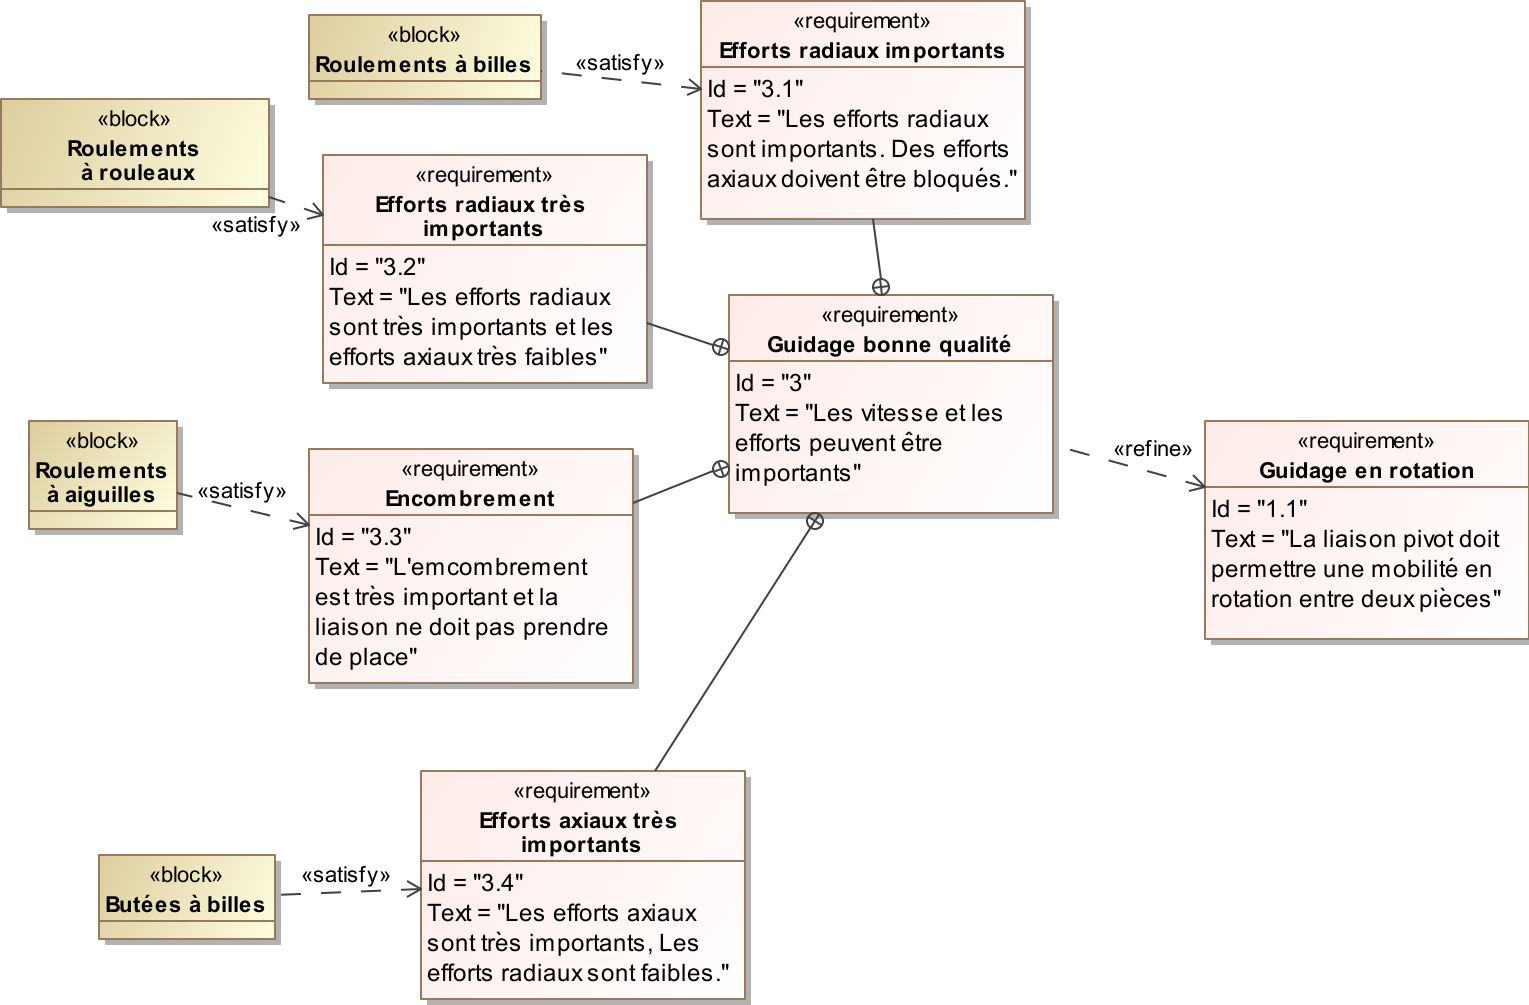 «block»
Roulements à billes
«satisfy»
«requirement»
Efforts radiaux importants
Id = "3.1"
Text = "Les efforts radiaux
sont importants. Des efforts
axiaux doivent être bloqués."
«block»
Roulements
à rouleaux
«satisfy»
«requirement»
Efforts radiaux très
importants
Id = "3.2"
Text = "Les efforts radiaux
sont très importants et les
efforts axiaux très faibles"
«requirement»
Guidage bonne qualité
Id = "3"
Text = "Les vitesse et les
efforts peuvent être
importants"
«refine»
«requirement»
Guidage en rotation
Id = "1.1"
Text = "La liaison pivot doit
permettre une mobilité en
rotation entre deux pièces"
«block»
Roulements
à aiguilles
«satisfy»
«requirement»
Encombrement
Id = "3.3"
Text = "L'emcombrement
est très important et la
liaison ne doit pas prendre
de place"
«block»
Butées à billes
«satisfy»
«requirement»
Efforts axiaux très
importants
Id = "3.4"
Text = "Les efforts axiaux
sont très importants, Les
efforts radiaux sont faibles."